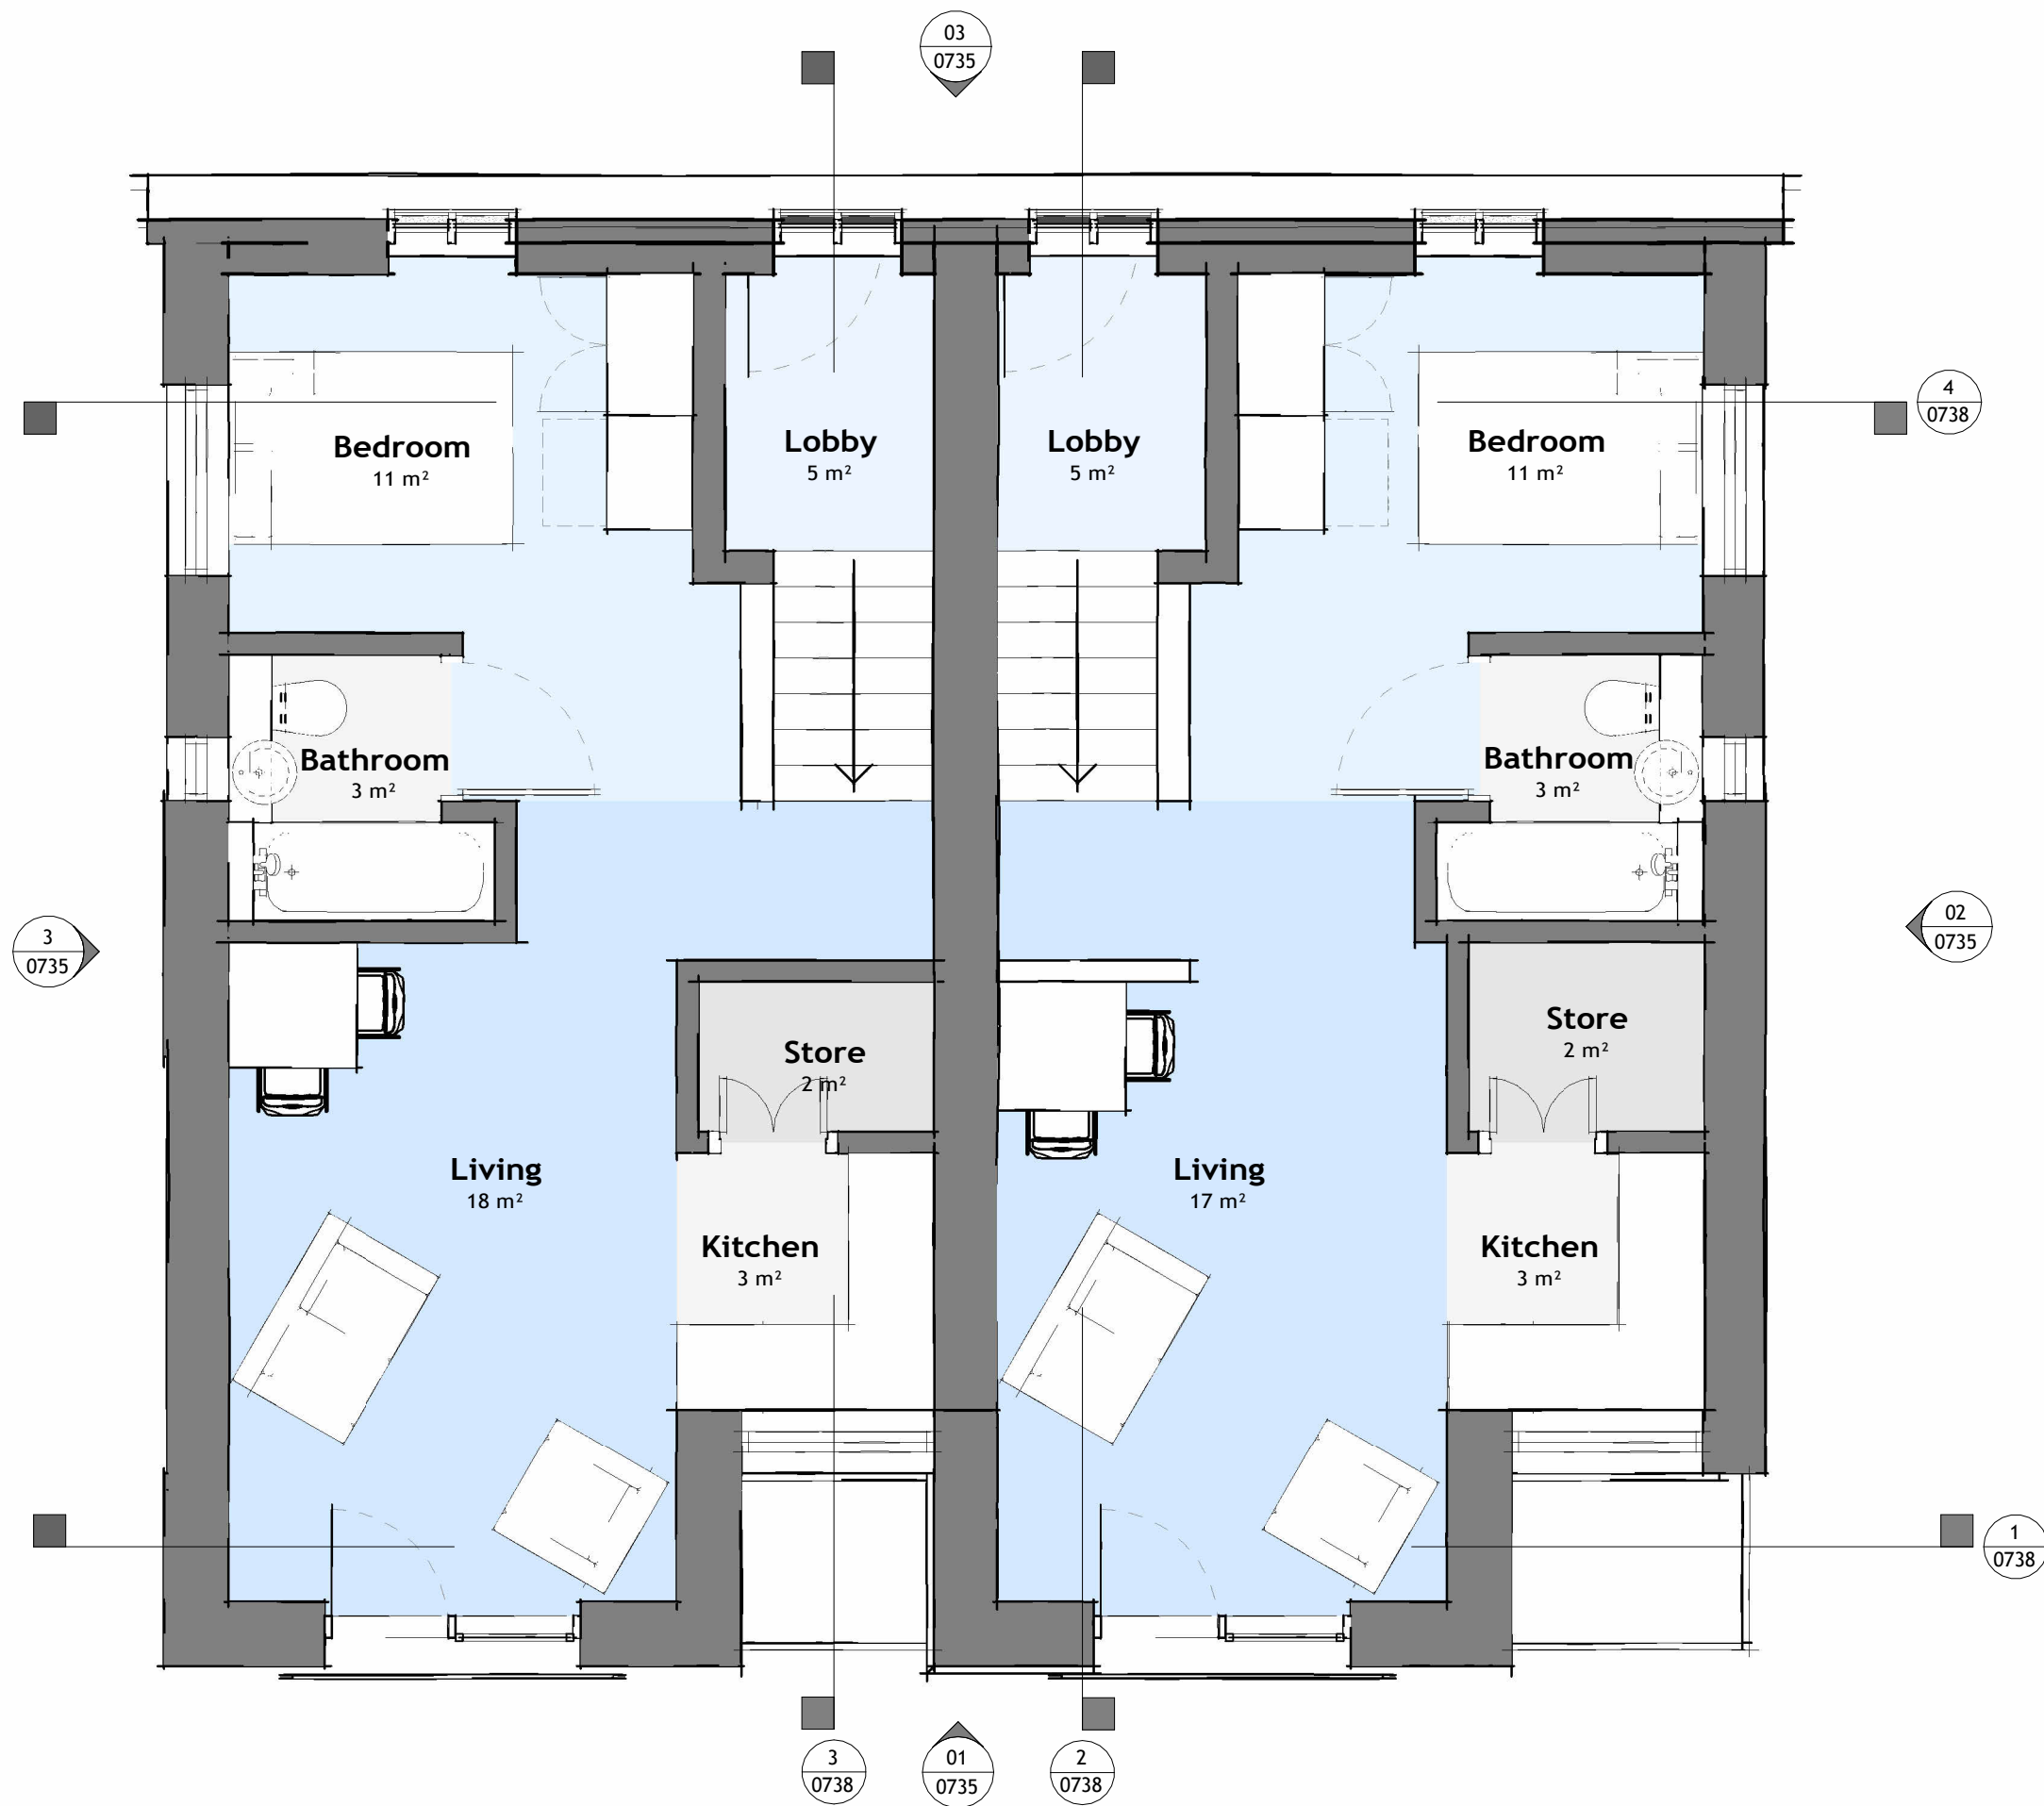 03
0735
4
0738
Bedroom
11 m²
Lobby
5 m²
Lobby
5 m²
Bedroom
11 m²
Bathroom
3 m²
Bathroom
3 m²
3
0735
02
0735
Store
2 m²
Store
2 m²
Living
18 m²
Living
17 m²
Kitchen
3 m²
Kitchen
3 m²
1
0738
3
0738
01
0735
2
0738